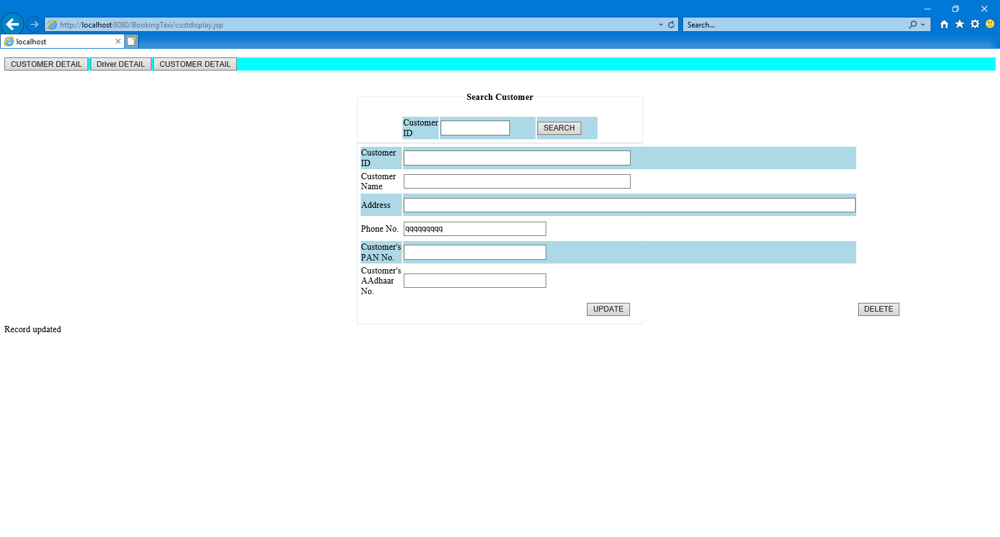 http://localhost:8080/BookingTaxi/custdisplay.jsp
Search...
localhost
CUSTOMER DETAIL Driver DETAIL CUSTOMER DETAIL
Search Customer
Customer
ID
SEARCH
Customer
ID
Customer
Name
Address
Phone No. qqqqqqqqq
Customer's
PAN No.
Customer's
AAdhaar
No.
UPDATE DELETE
Record updated